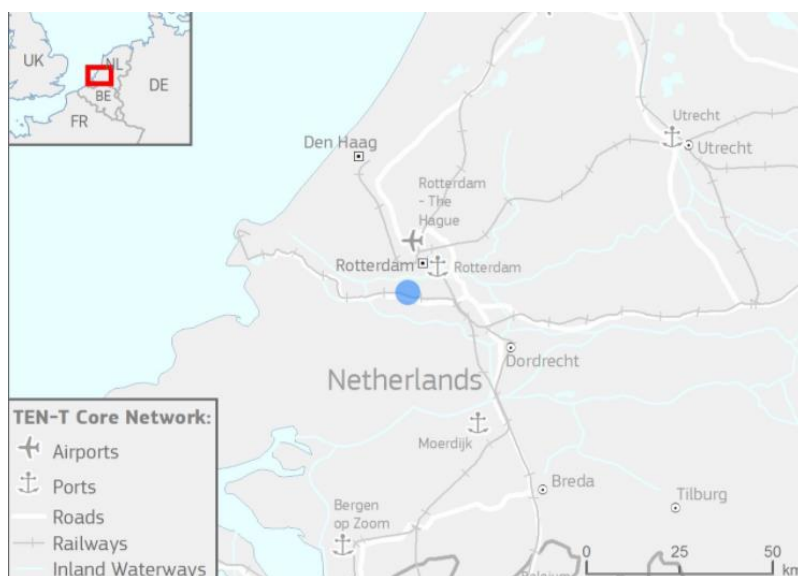 UK
NL
BE
DE
FR
Den Haag
Utrecht
Utrecht
Rotterdam
- The
Hague
Rotterdam
Rotterdam
Dordrecht
Netherlands
TEN-T Core Network:
Airports
Ports
Roads
Railways
Inland Waterways
Moerdijk
Breda
Tilburg
Bergen
op Zoom
0 25 50
km